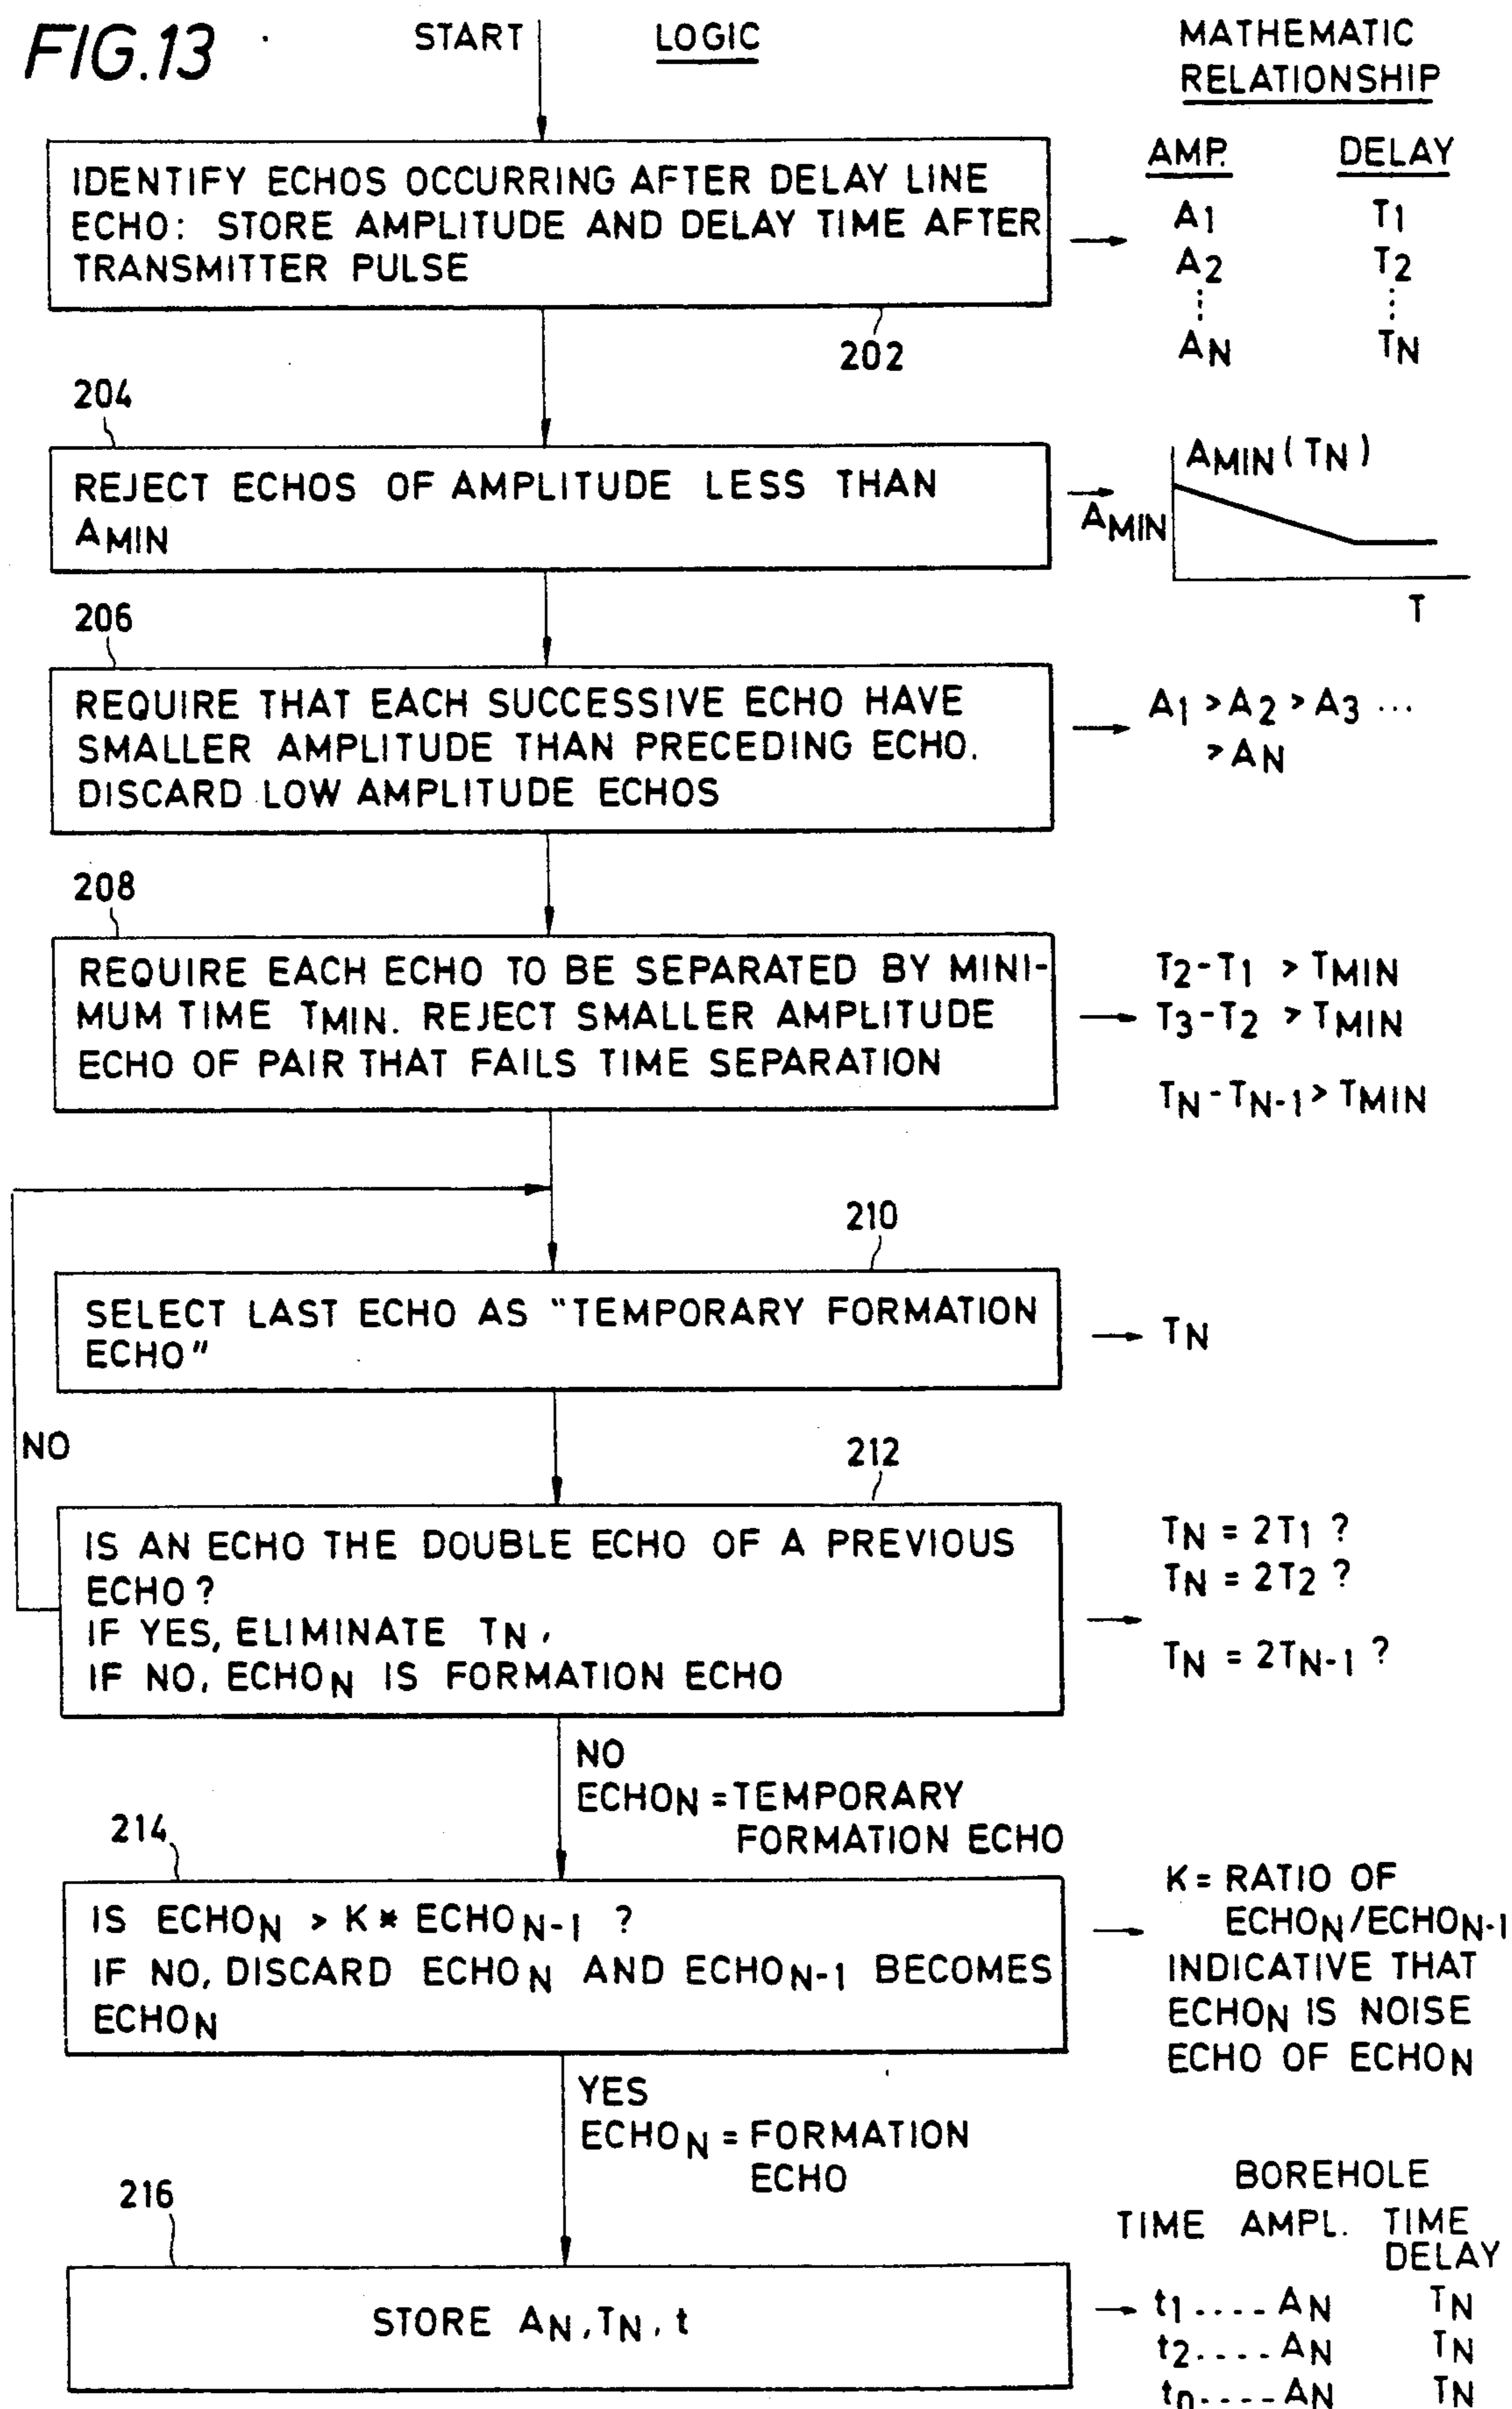 FIG.13
START
LOGIC
MATHEMATIC
RELATIONSHIP
IDENTIFY ECHOS OCCURRING AFTER DELAY LINE
ECHO: STORE AMPLITUDE AND DELAY TIME AFTER
TRANSMITTER PULSE
202
AMP. DELAY
A1 T1
A2 T2
AN TN
204
REJECT ECHOS OF AMPLITUDE LESS THAN
AMIN
AMIN
AMIN(TN)
T
206
REQUIRE THAT EACH SUCCESSIVE ECHO HAVE
SMALLER AMPLITUDE THAN PRECEDING ECHO.
DISCARD LOW AMPLITUDE ECHOS
A1 > A2 > A3 ...
> AN
208
REQUIRE EACH ECHO TO BE SEPARATED BY MINI-
MUM TIME TMIN. REJECT SMALLER AMPLITUDE
ECHO OF PAIR THAT FAILS TIME SEPARATION
T2-T1 > TMIN
T3-T2 > TMIN
TN-TN-1 > TMIN
210
SELECT LAST ECHO AS "TEMPORARY FORMATION
ECHO"
TN
NO
212
IS AN ECHO THE DOUBLE ECHO OF A PREVIOUS
ECHO?
IF YES, ELIMINATE TN,
IF NO, ECHON IS FORMATION ECHO
TN = 2T1 ?
TN = 2T2 ?
TN = 2TN-1 ?
NO
ECHON = TEMPORARY
FORMATION ECHO
214
IS ECHON > K * ECHON-1 ?
IF NO, DISCARD ECHON AND ECHON-1 BECOMES
ECHON
K = RATIO OF
ECHON/ECHON-1
INDICATIVE THAT
ECHON IS NOISE
ECHO OF ECHON
YES
ECHON = FORMATION
ECHO
216
STORE AN, TN, t
BOREHOLE
TIME AMPL. TIME
DELAY
t1 .... AN TN
t2 .... AN TN
tn .... AN TN